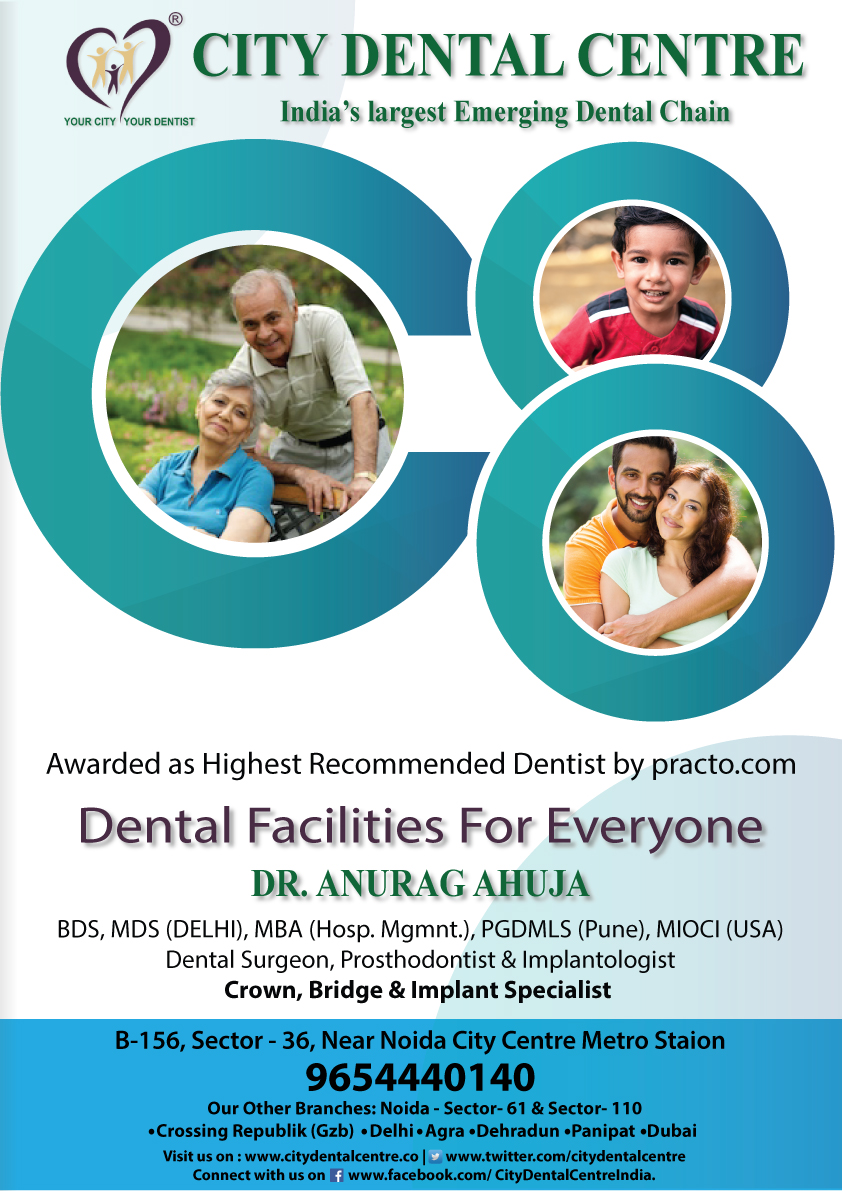 ®
CITY DENTAL CENTRE
India's largest Emerging Dental Chain
YOUR CITY YOUR DENTIST
Awarded as Highest Recommended Dentist by practo.com
Dental Facilities For Everyone
DR. ANURAG AHUJA
BDS, MDS (DELHI), MBA (Hosp. Mgmnt.), PGDMLS (Pune), MIOCI (USA)
Dental Surgeon, Prosthodontist & Implantologist
Crown, Bridge & Implant Specialist
B-156, Sector - 36, Near Noida City Centre Metro Staion
9654440140
Our Other Branches: Noida - Sector- 61 & Sector- 110
•Crossing Republik (Gzb) •Delhi•Agra •Dehradun •Panipat •Dubai
Visit us on : www.citydentalcentre.co | www.twitter.com/citydentalcentre
Connect with us on f www.facebook.com/ CityDentalCentreIndia.